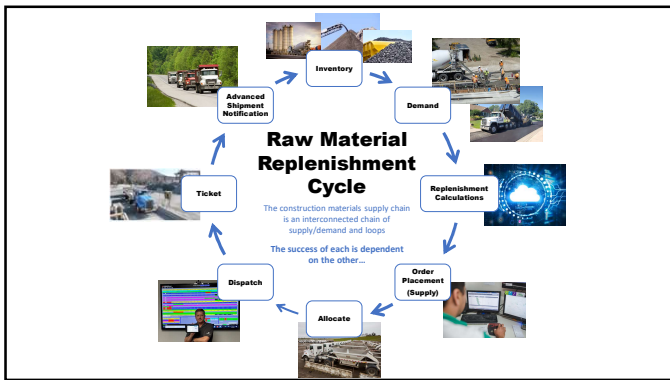 Raw Material
Replenishment
Cycle
The construction materials supply chain
is an interconnected chain of
supply/demand and loops
The success of each is dependent
on the other…
Inventory
Demand
Replenishment
Calculations
Order
Placement
(Supply)
Allocate
Dispatch
Ticket
Advanced
Shipment
Notification